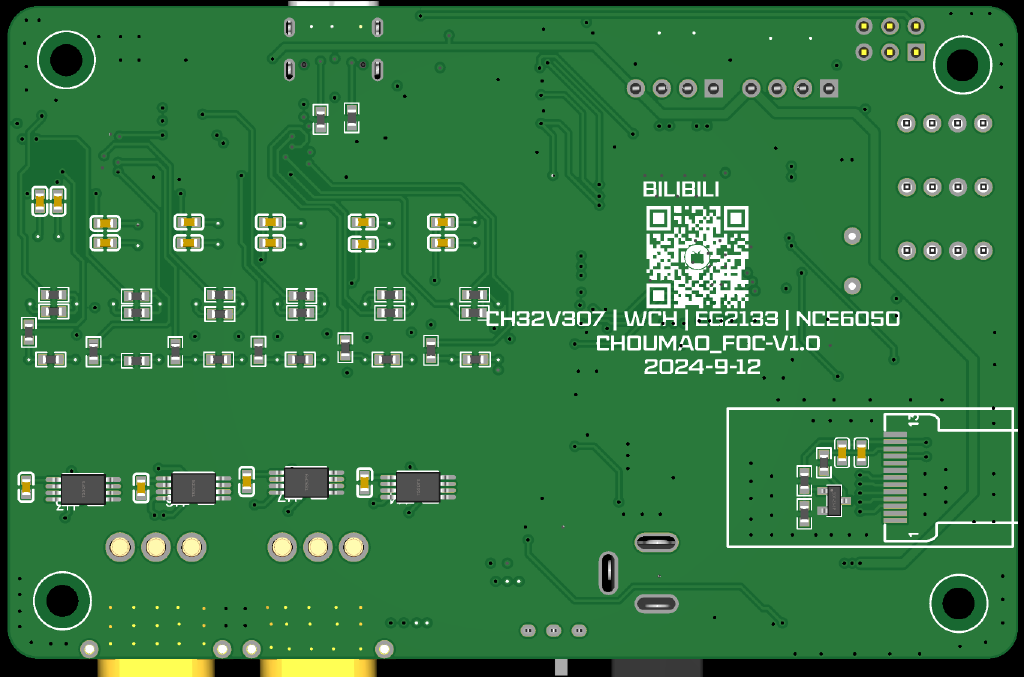 BILIBILI
CH32V307 | WCH | EG2133 | NCE6050
CHOUMAO_FOC-V1.0
2024-9-12
13
1